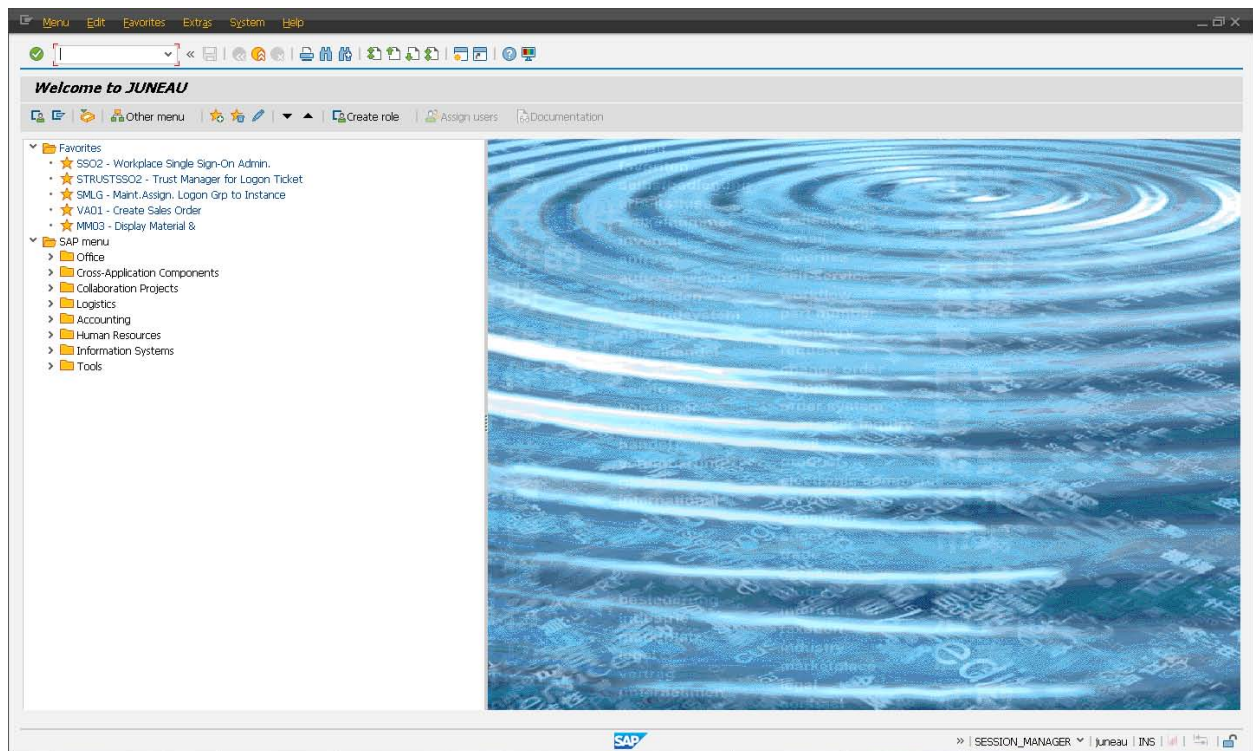 Menu Edit Favorites Extras System Help
Welcome to JUNEAU
Other menu Create role Assign users Documentation
Favorites
SSO2 - Workplace Single Sign-On Admin.
STRUSTSSO2 - Trust Manager for Logon Ticket
SMLG - Maint.Assign. Logon Grp to Instance
VA01 - Create Sales Order
MM03 - Display Material &
SAP menu
Office
Cross-Application Components
Collaboration Projects
Logistics
Accounting
Human Resources
Information Systems
Tools
international
industry
marketplace
SAP
» SESSION_MANAGER juneau INS